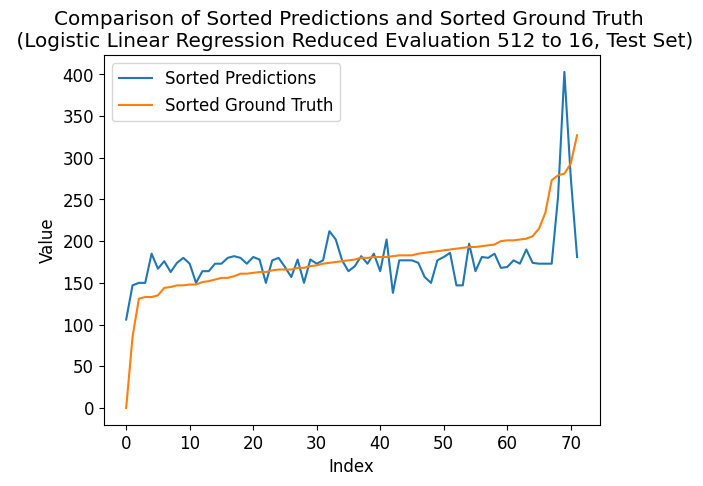 Comparison of Sorted Predictions and Sorted Ground Truth
(Logistic Linear Regression Reduced Evaluation 512 to 16, Test Set)
Sorted Predictions
Sorted Ground Truth
400
350
300
250
200
150
100
50
0
Value
0 10 20 30 40 50 60 70
Index